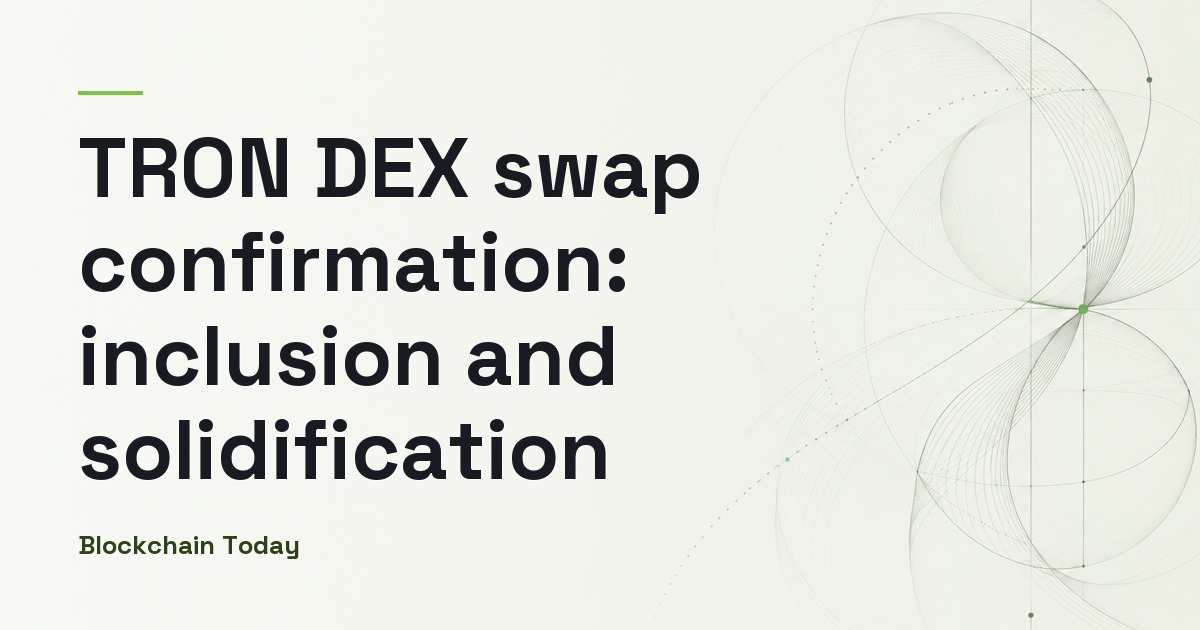 TRON DEX swap
confirmation:
inclusion and
solidification
Blockchain Today